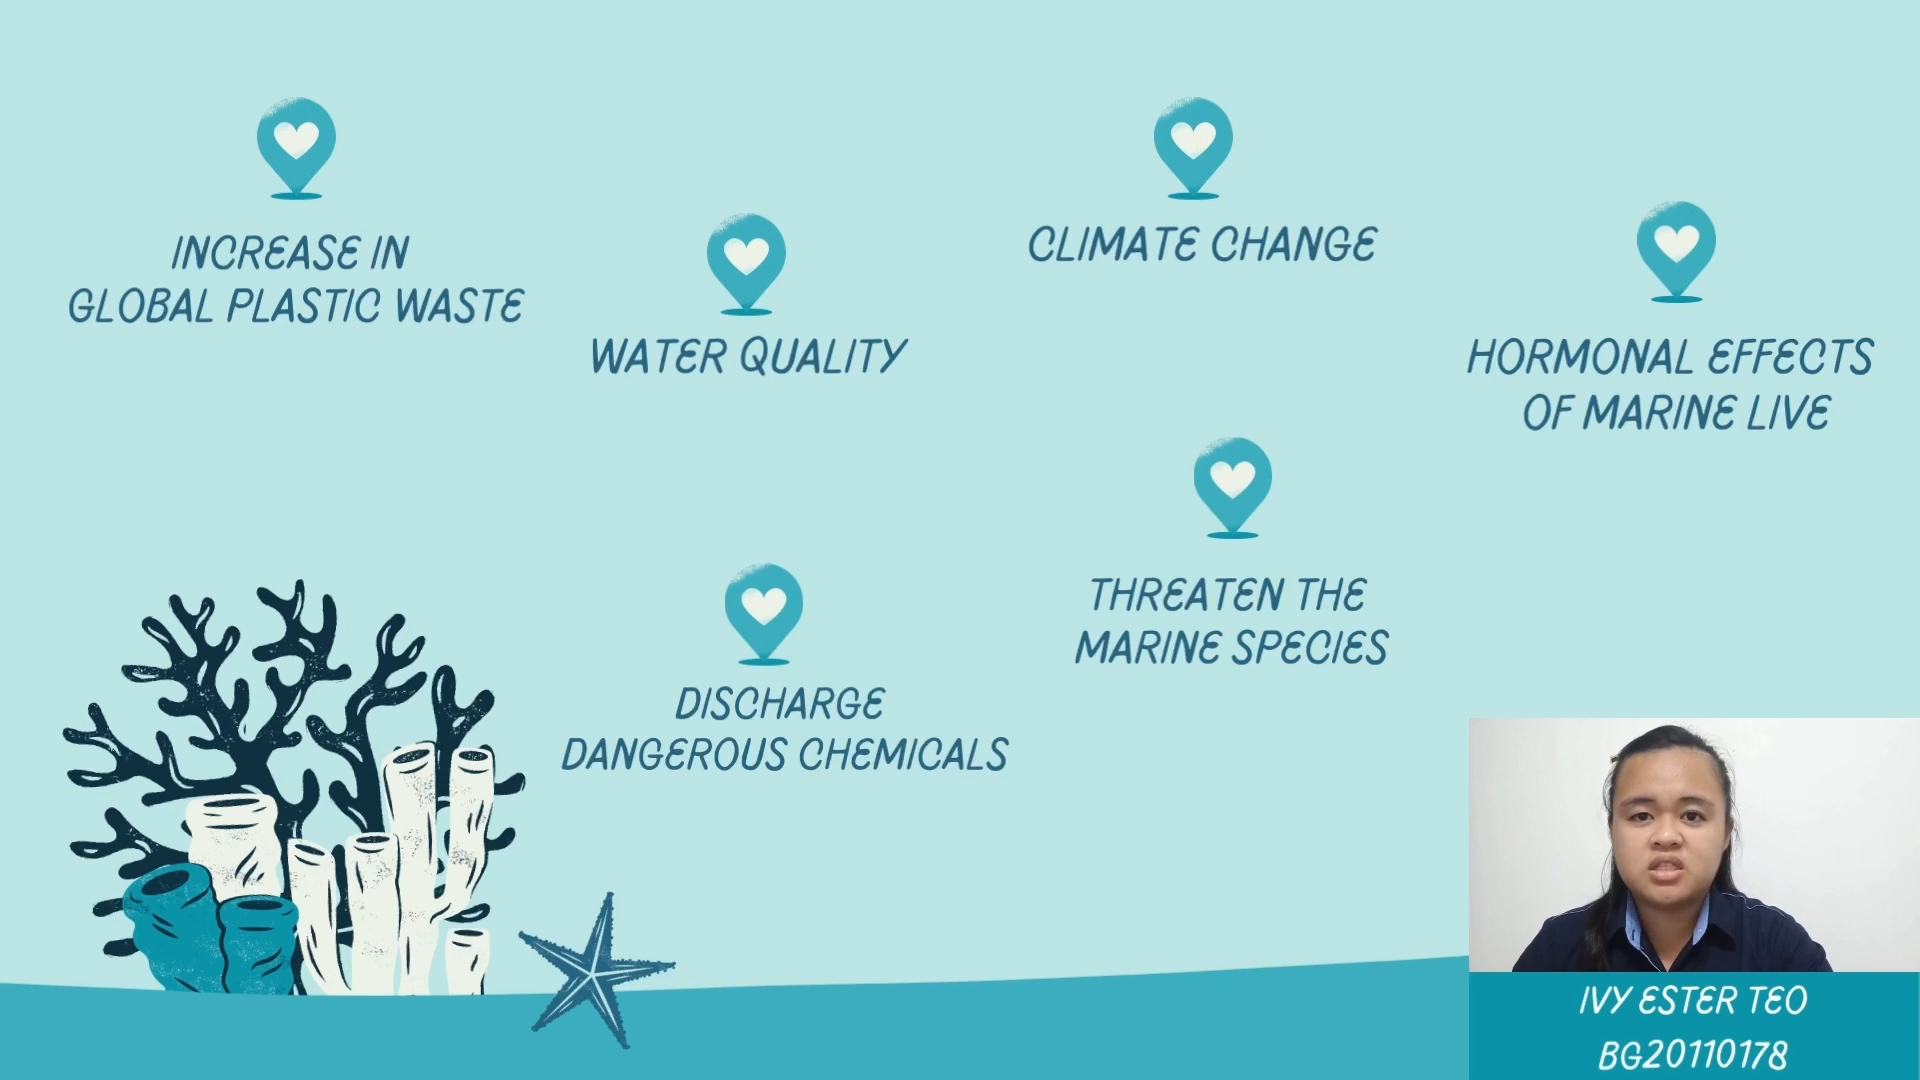 INCREASE IN
GLOBAL PLASTIC WASTE
WATER QUALITY
CLIMATE CHANGE
HORMONAL EFFECTS
OF MARINE LIVE
DISCHARGE
DANGEROUS CHEMICALS
THREATEN THE
MARINE SPECIES
IVY ESTER TEO
BG20110178